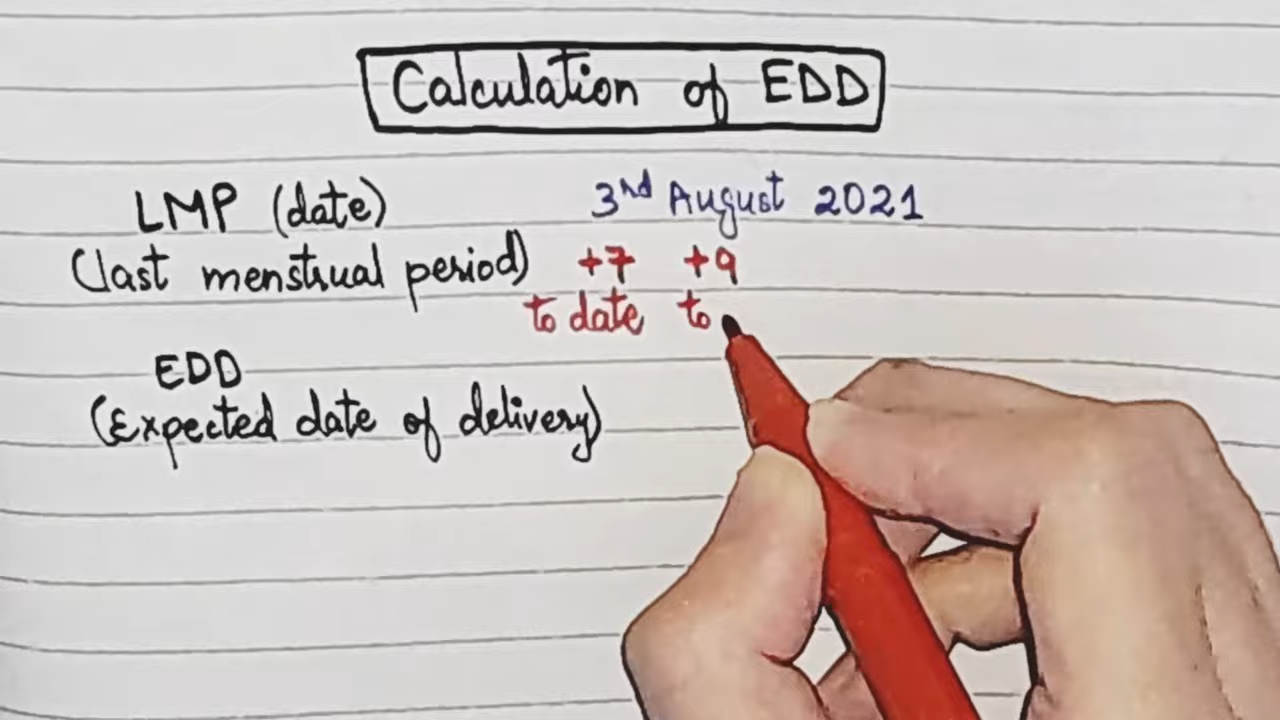 Calculation of EDD
LMP (date) 3rd August 2021
(last menstrual period) +7 +9
to date to
EDD
(Expected date of delivery)